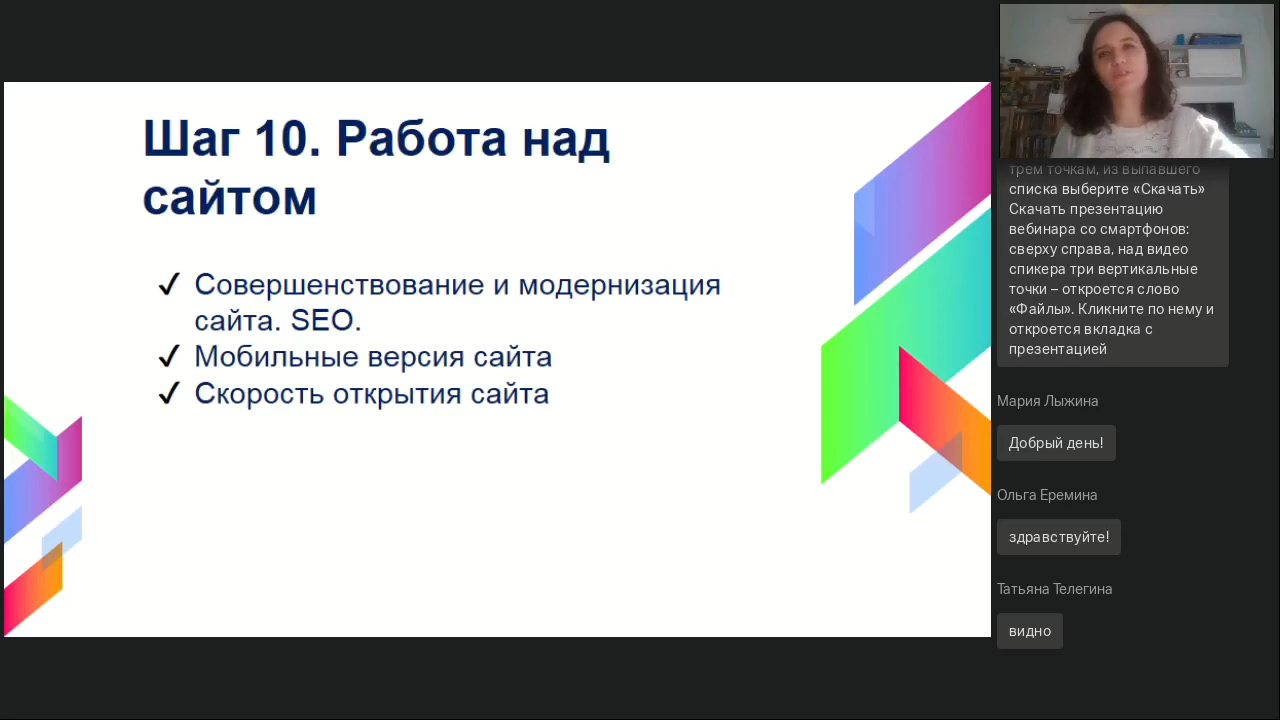 Шаг 10. Работа над
сайтом
✓ Совершенствование и модернизация
сайта. SEO.
✓ Мобильные версия сайта
✓ Скорость открытия сайта
трем точкам, из выпавшего
списка выберите «Скачать»
Скачать презентацию
вебинара со смартфонов:
сверху справа, над видео
спикера три вертикальные
точки – откроется слово
«Файлы». Кликните по нему и
откроется вкладка с
презентацией
Мария Лыжина
Добрый день!
Ольга Еремина
здравствуйте!
Татьяна Телегина
видно